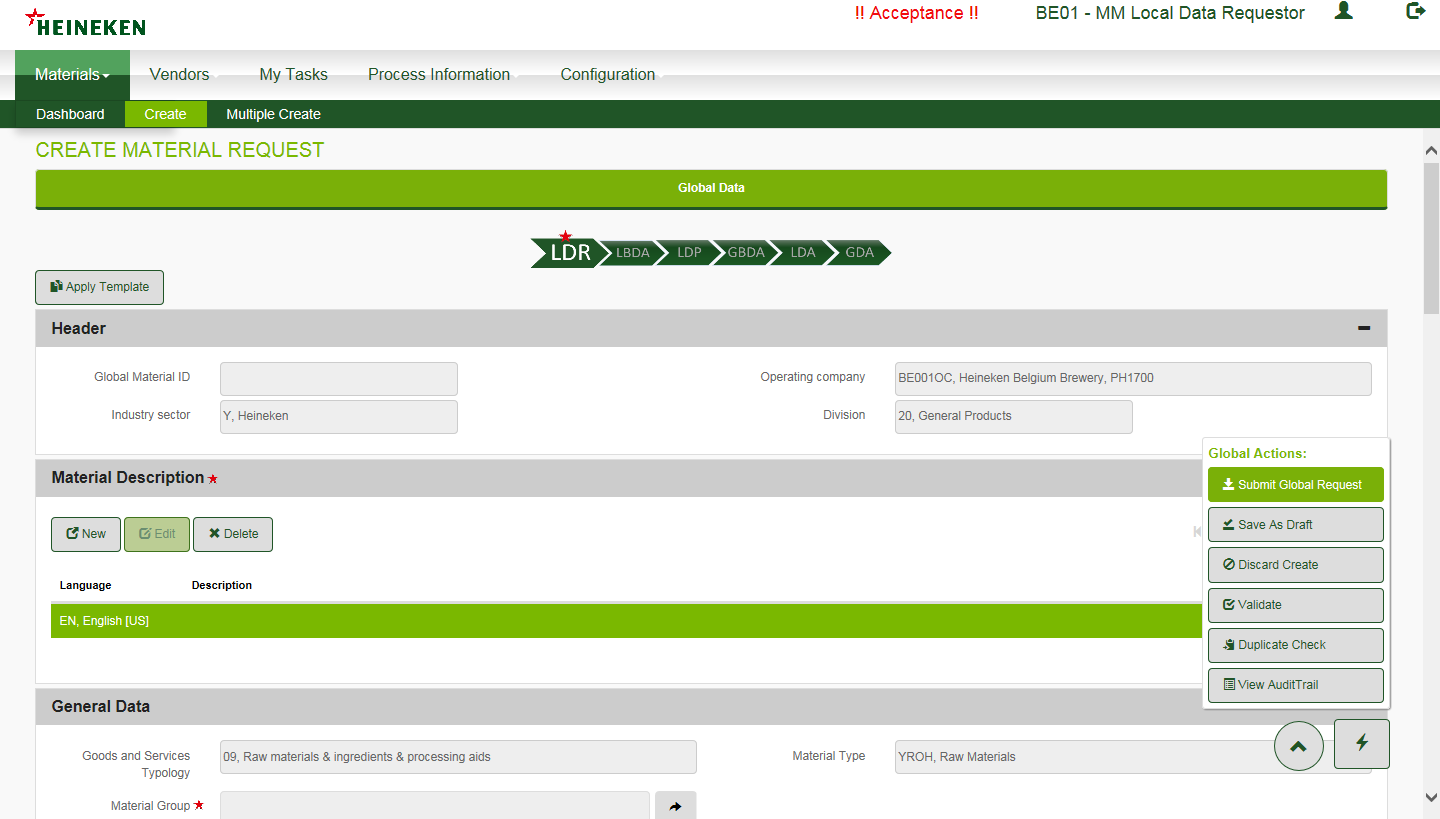 HEINEKEN
!! Acceptance !!
BE01 - MM Local Data Requestor
Materials
Vendors
My Tasks
Process Information
Configuration
Dashboard
Create
Multiple Create
CREATE MATERIAL REQUEST
Global Data
LDR
LBDA
LDP
GBDA
LDA
GDA
Apply Template
Header
Global Material ID
Operating company
BE001OC, Heineken Belgium Brewery, PH1700
Industry sector
Y, Heineken
Division
20, General Products
Material Description
New
Edit
Delete
Language
Description
EN, English [US]
Global Actions:
Submit Global Request
Save As Draft
Discard Create
Validate
Duplicate Check
View AuditTrail
General Data
Goods and Services
Typology
09, Raw materials & ingredients & processing aids
Material Type
YROH, Raw Materials
Material Group